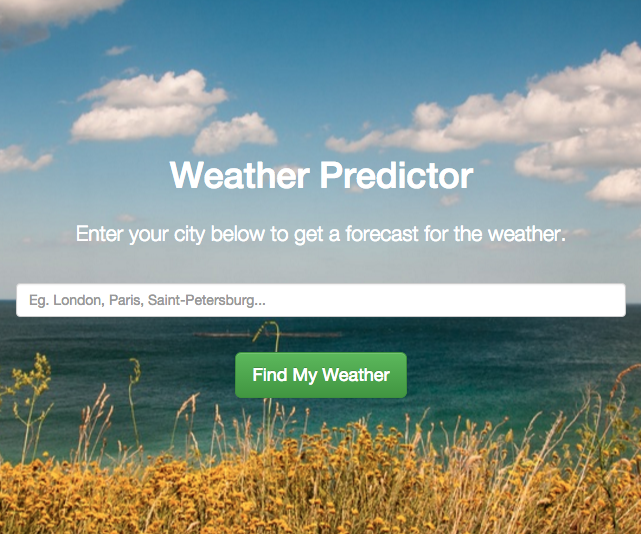 Weather Predictor
Enter your city below to get a forecast for the weather.
Eg. London, Paris, Saint-Petersburg...
Find My Weather